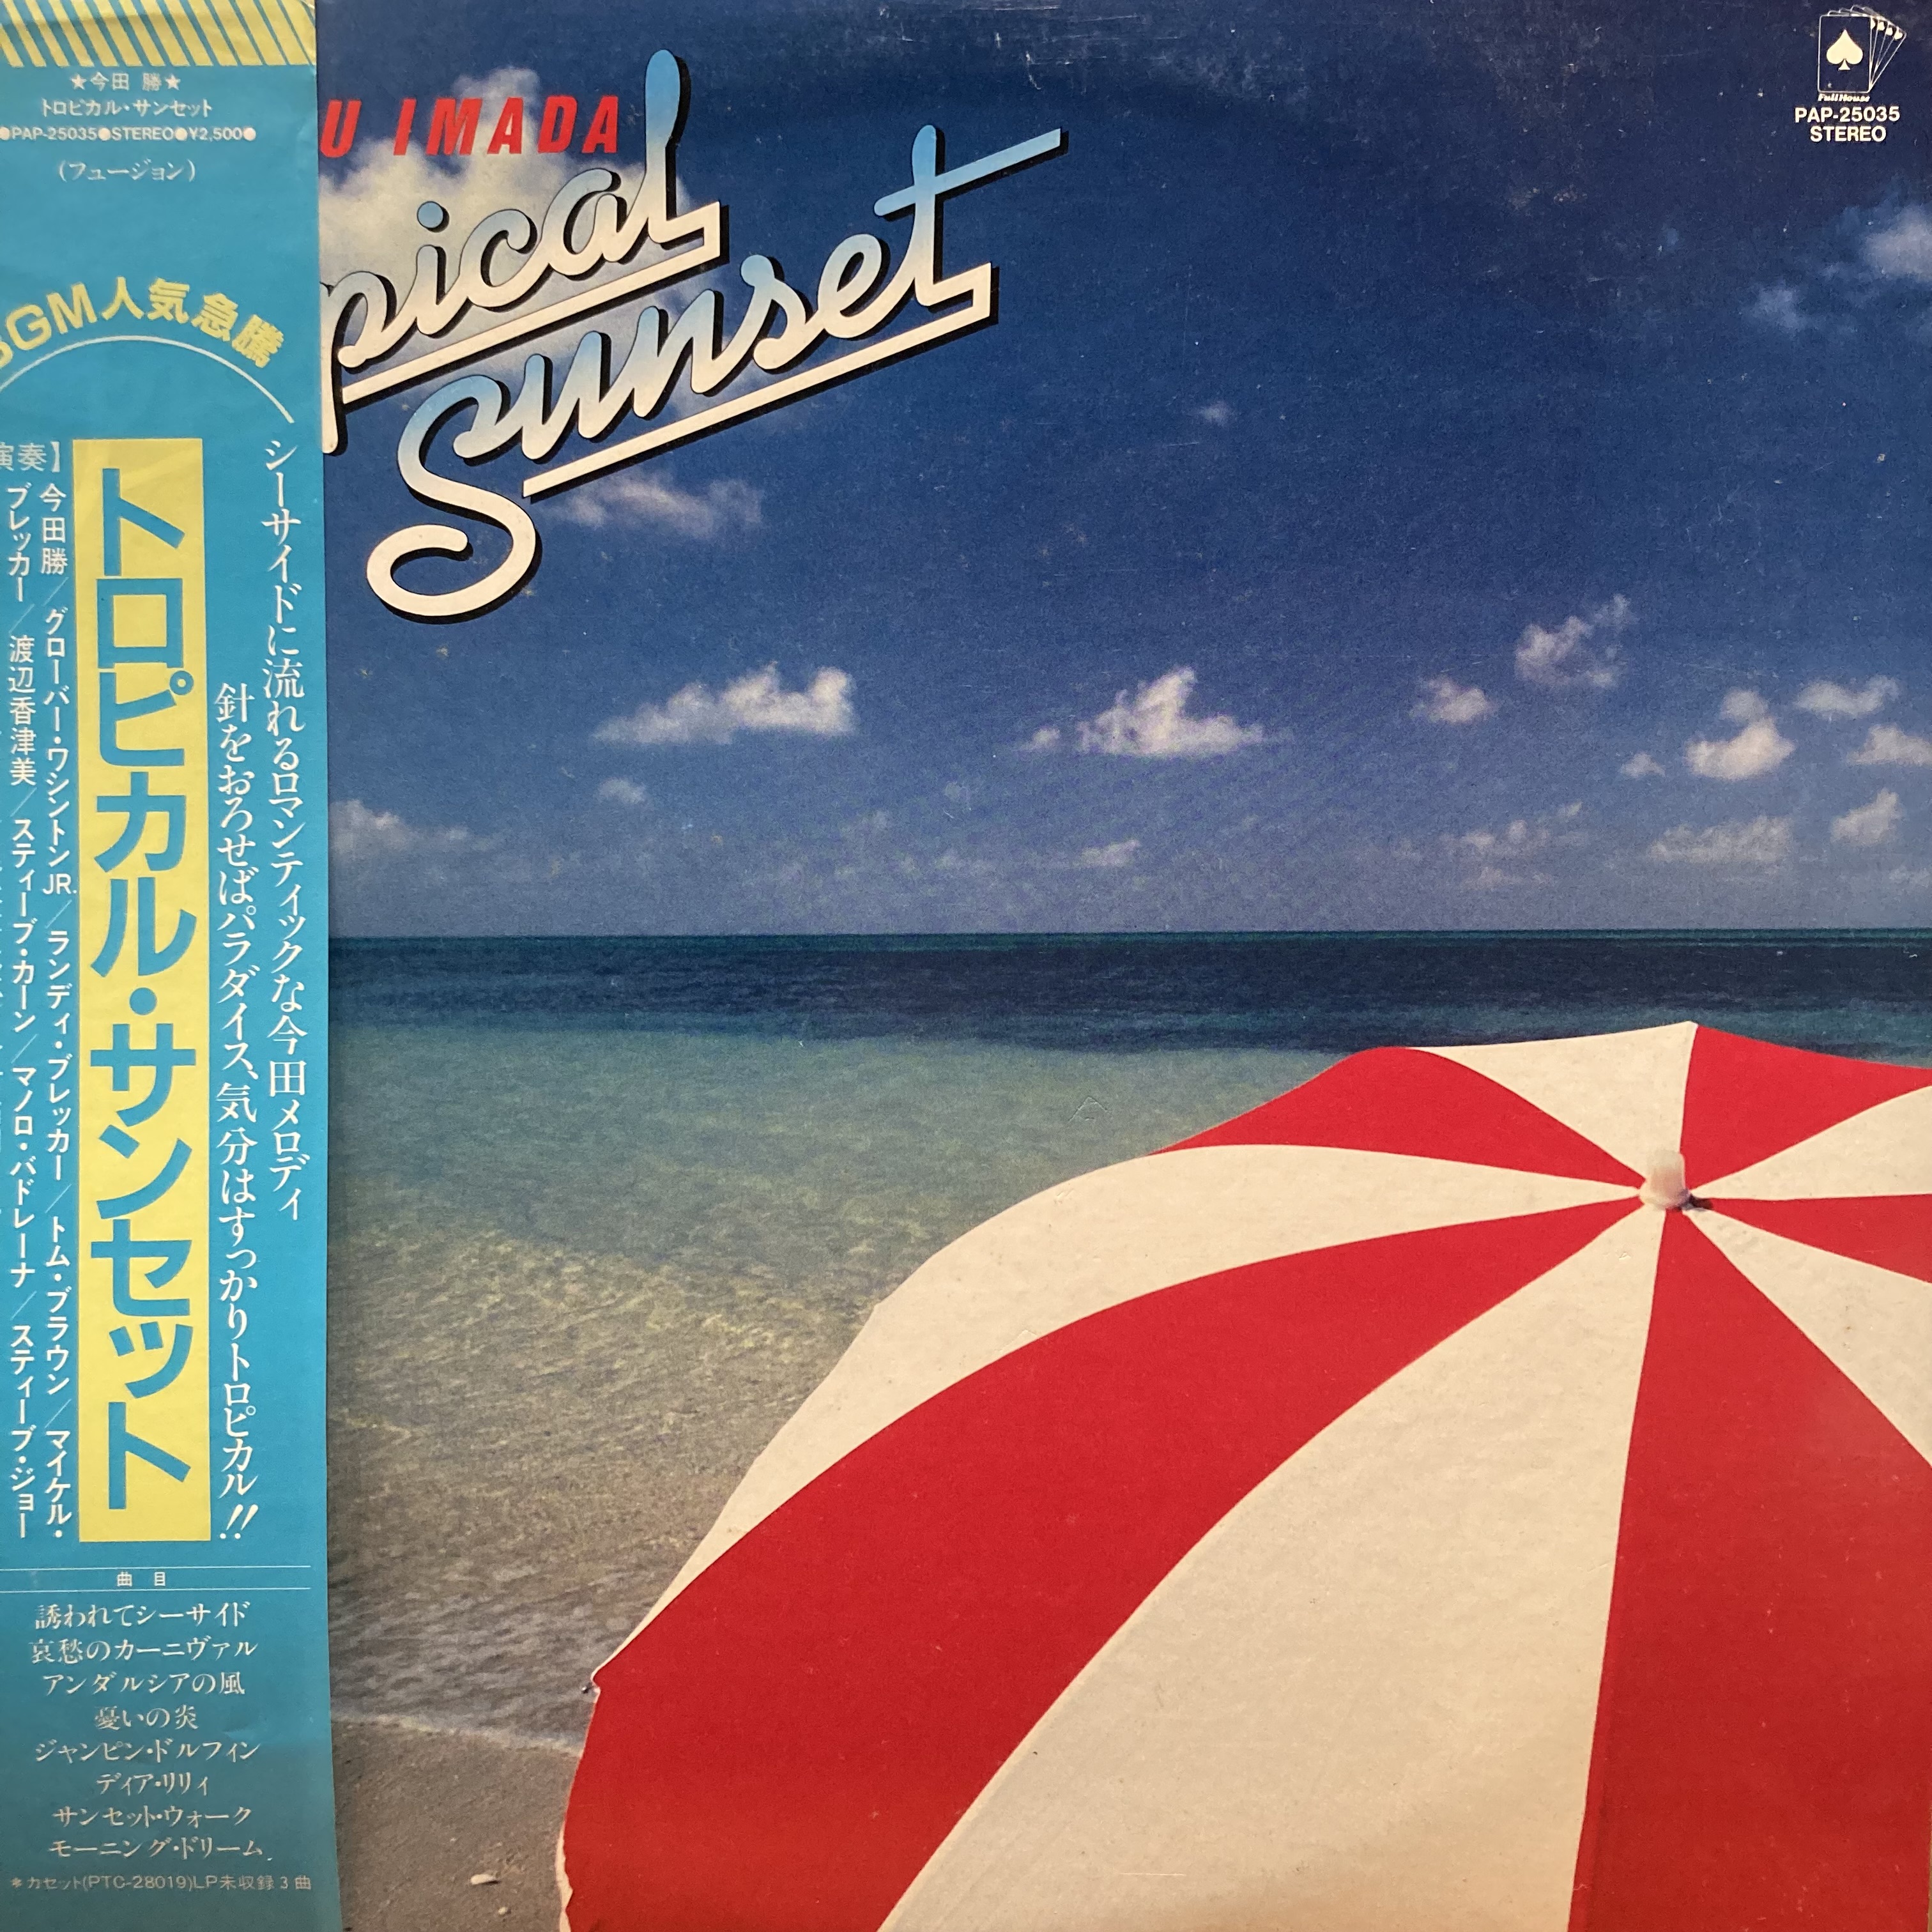 ★今田 勝★
トロピカル・サンセット
●PAP-25035●STEREO●¥2,500●
(フュージョン)
BGM人気急騰
シーサイドに流れるロマンティックな今田メロディ
針をおろせばパラダイス、気分はすっかりトロピカル!!
トロピカル・サンセット
演奏】
今田勝／グローバー・ワシントンJR.／ランディ・ブレッカー／トム・ブラウン／マイケル・
ブレッカー／渡辺香津美／スティーブ・カーン／マノロ・バドレーナ／スティーブ・ジョー
曲目
誘われてシーサイド
哀愁のカーニヴァル
アンダルシアの風
憂いの炎
ジャンピン・ドルフィン
ディア・リリィ
サンセット・ウォーク
モーニング・ドリーム
*カセット(PTC-28019)LP未収録3曲
U IMADA
pical
Sunset
Full House
PAP-25035
STEREO